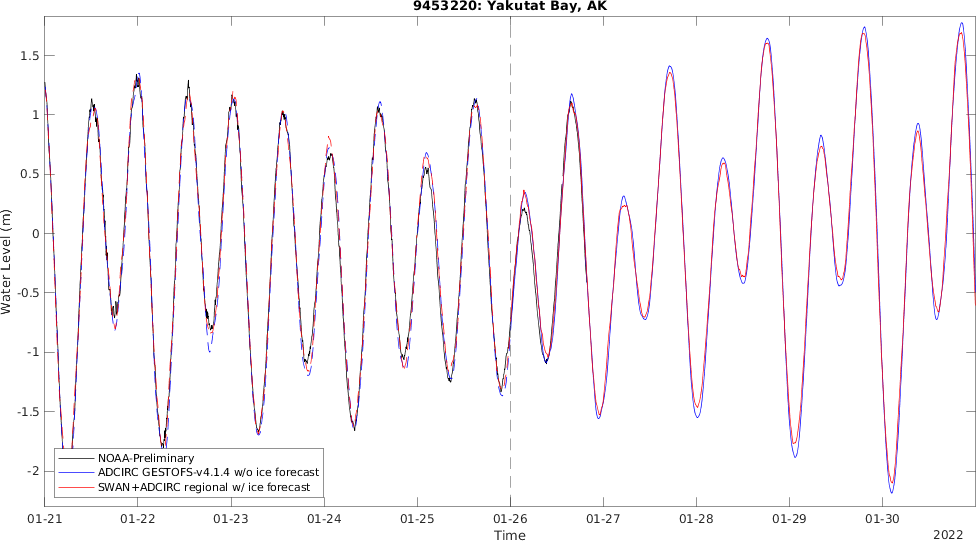 9453220: Yakutat Bay, AK
Water Level (m)
1.5
1
0.5
0
-0.5
-1
-1.5
-2
NOAA-Preliminary
ADCIRC GESTOFS-v4.1.4 w/o ice forecast
SWAN+ADCIRC regional w/ ice forecast
01-21 01-22 01-23 01-24 01-25 01-26 01-27 01-28 01-29 01-30
Time
2022